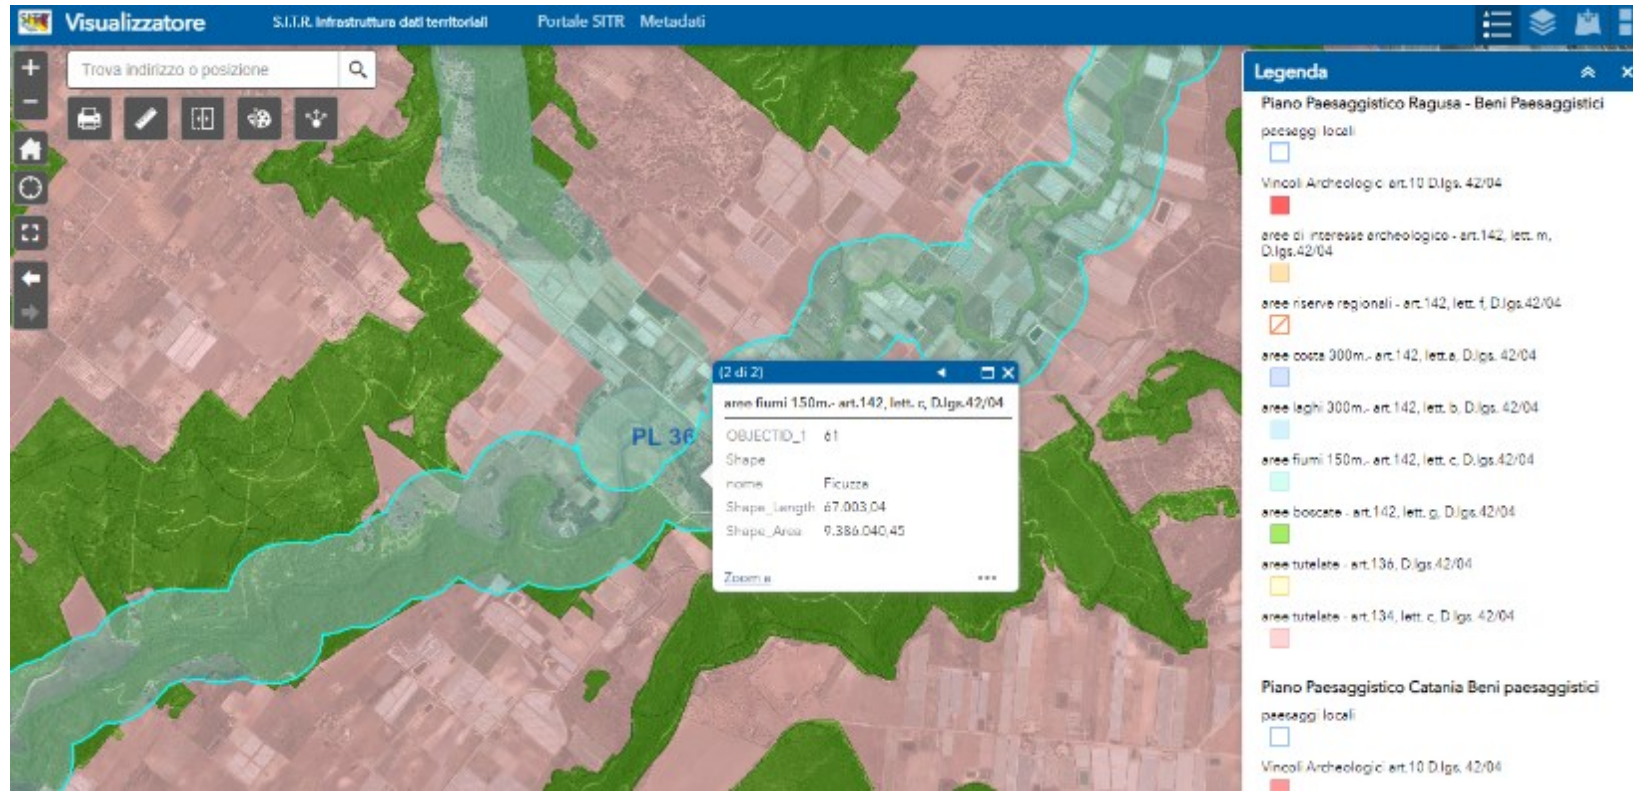 SITR Visualizzatore S.I.T.R. Infrastruttura dati territoriali Portale SITR Metadati
Trova indirizzo o posizione
Legenda
Piano Paesaggistico Ragusa - Beni Paesaggistici
paesaggi locali
Vincoli Archeologici art.10 D.lgs. 42/04
aree di interesse archeologico - art.142, lett. m,
D.lgs.42/04
aree riserve regionali - art.142, lett. f, D.lgs.42/04
aree costa 300m.- art.142, lett.a, D.lgs. 42/04
aree laghi 300m.- art.142, lett. b, D.lgs. 42/04
aree fiumi 150m.- art.142, lett. c, D.lgs.42/04
aree boscate - art.142, lett. g, D.lgs.42/04
aree tutelate - art.136, D.lgs.42/04
aree tutelate - art.134, lett. c, D.lgs. 42/04
Piano Paesaggistico Catania Beni paesaggistici
paesaggi locali
Vincoli Archeologici art.10 D.lgs. 42/04
PL 36
(2 di 2)
aree fiumi 150m.- art.142, lett. c, D.lgs.42/04
OBJECTID_1 61
Shape
nome Ficuzza
Shape_Length 67.003,04
Shape_Area 9.386.040,45
Zoom a